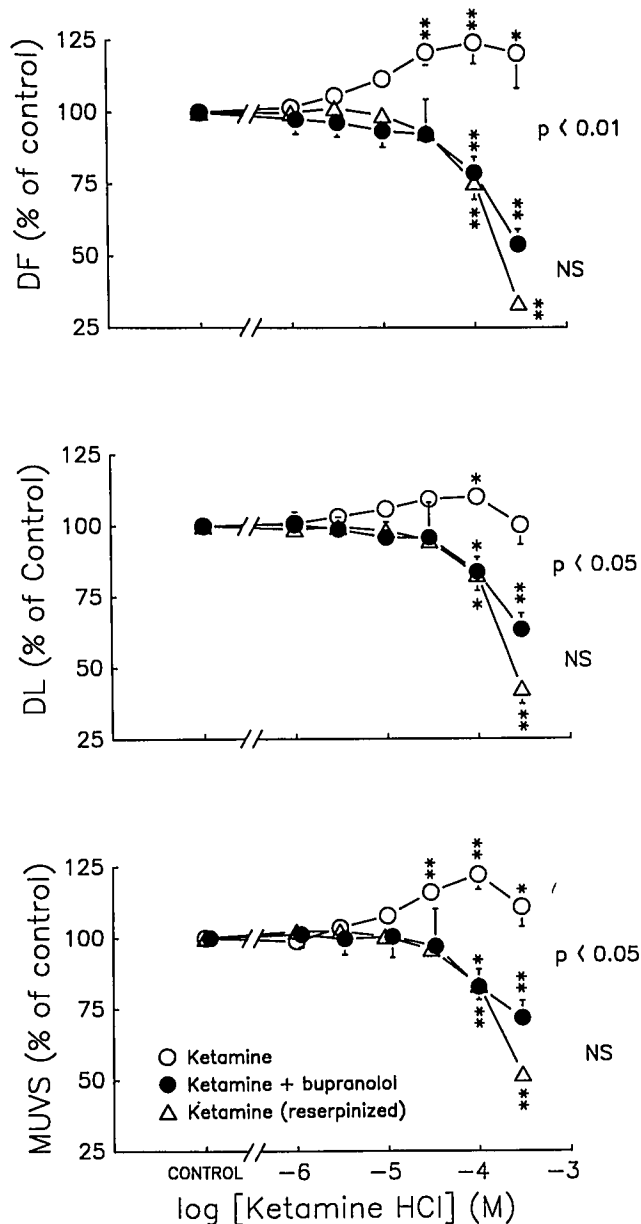 DF (% of control)
125
100
75
50
25
**
**
*
**
**
**
**
p < 0.01
NS
DL (% of Control)
125
100
75
50
25
*
*
*
**
**
p < 0.05
NS
MUVS (% of control)
125
100
75
50
25
**
**
*
*
**
**
**
p < 0.05
NS
Ketamine
Ketamine + bupranolol
Ketamine (reserpinized)
CONTROL
-6
-5
-4
-3
log [Ketamine HCl] (M)